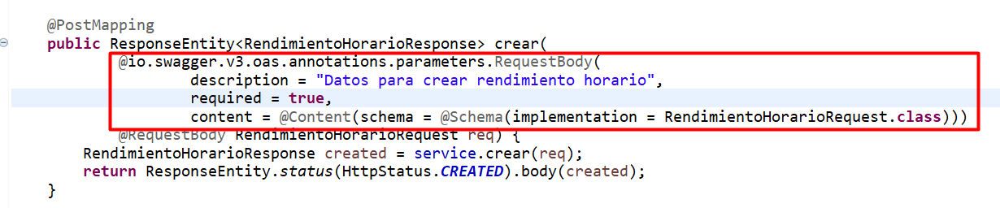 @PostMapping
public ResponseEntity<RendimientoHorarioResponse> crear(
@io.swagger.v3.oas.annotations.parameters.RequestBody(
description = "Datos para crear rendimiento horario",
required = true,
content = @Content(schema = @Schema(implementation = RendimientoHorarioRequest.class)))
@RequestBody RendimientoHorarioRequest req) {
RendimientoHorarioResponse created = service.crear(req);
return ResponseEntity.status(HttpStatus.CREATED).body(created);
}